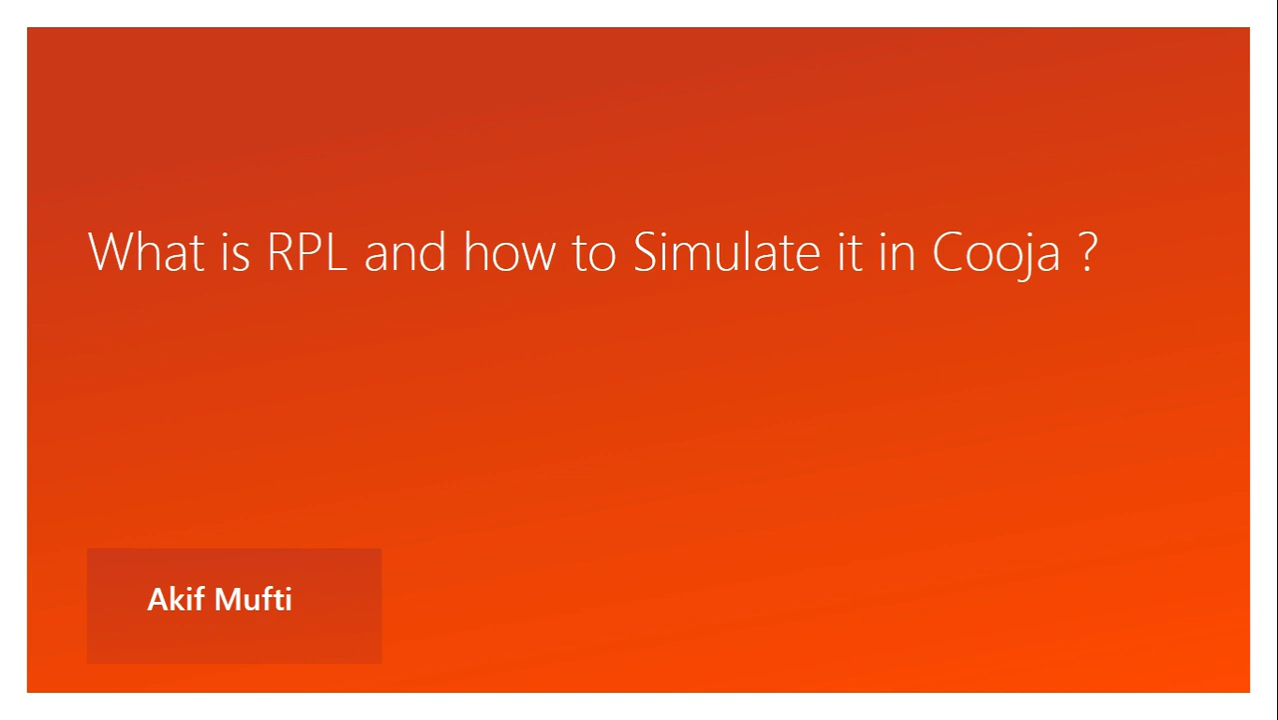 What is RPL and how to Simulate it in Cooja ?
Akif Mufti